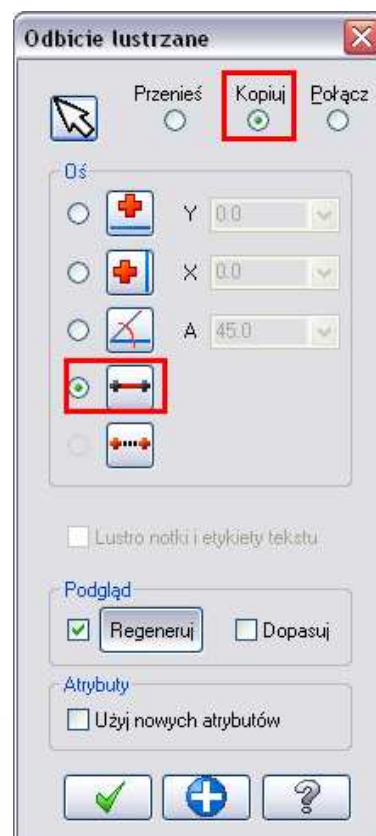 Odbicie lustrzane
Przenieś Kopiuj Połącz
Oś
Y 0.0
X 0.0
A 45.0
Lustro notki i etykiety tekstu
Podgląd
Regeneruj Dopasuj
Atrybuty
Użyj nowych atrybutów